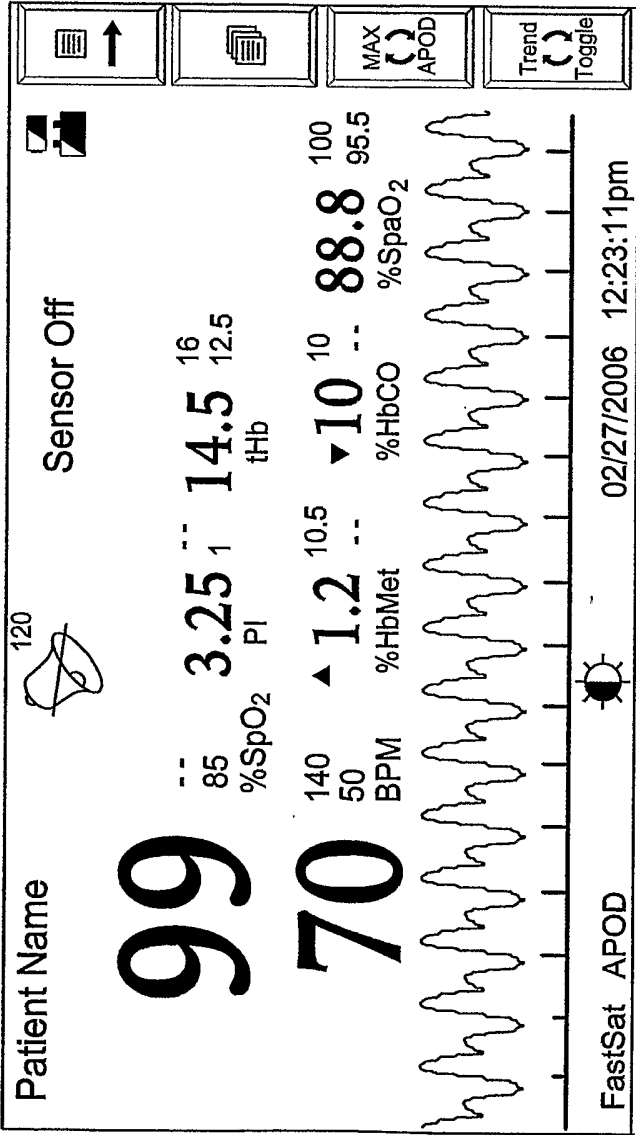 Patient Name
120
Sensor Off
99
--
85
%SpO2
3.25
--
1
PI
14.5
16
12.5
tHb
70
140
50
BPM
1.2
10.5
--
%HbMet
10
10
--
%HbCO
88.8
100
95.5
%SpaO2
MAX
APOD
Trend
Toggle
FastSat APOD
02/27/2006 12:23:11pm